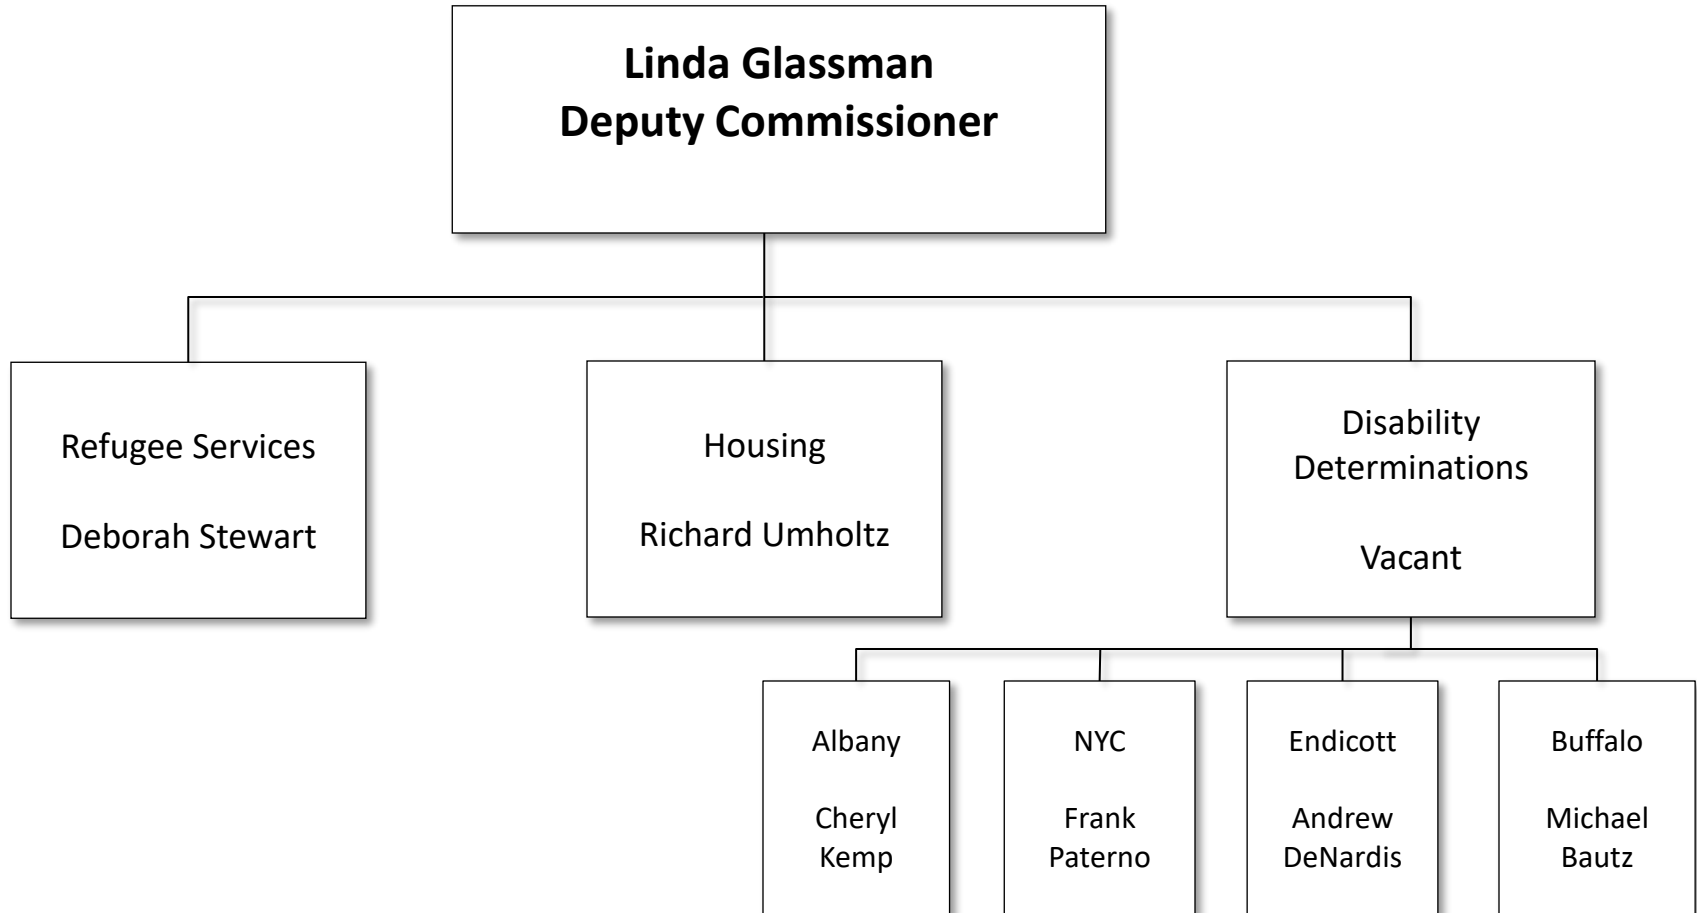 Linda Glassman
Deputy Commissioner
Refugee Services
Deborah Stewart
Housing
Richard Umholtz
Disability
Determinations
Vacant
Albany
Cheryl
Kemp
NYC
Frank
Paterno
Endicott
Andrew
DeNardis
Buffalo
Michael
Bautz